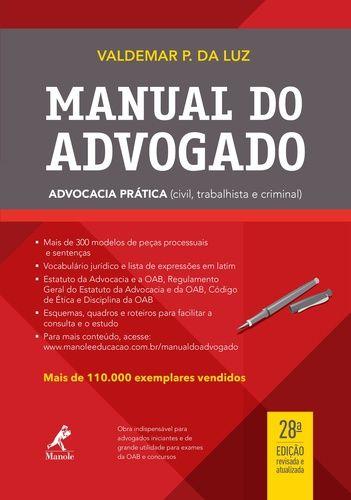 VALDEMAR P. DA LUZ
MANUAL DO
ADVOGADO
ADVOCACIA PRÁTICA (civil, trabalhista e criminal)
• Mais de 300 modelos de peças processuais
e sentenças
• Vocabulário jurídico e lista de expressões em latim
• Estatuto da Advocacia e a OAB, Regulamento
Geral do Estatuto da Advocacia e da OAB, Código
de Ética e Disciplina da OAB
• Esquemas, quadros e roteiros para facilitar a
consulta e o estudo
• Para mais conteúdo, acesse:
www.manoleeducacao.com.br/manualdoadvogado
Mais de 110.000 exemplares vendidos
Obra indispensável para
advogados iniciantes e de
grande utilidade para exames
da OAB e concursos
Manole
28ª
EDIÇÃO
revisada e
atualizada